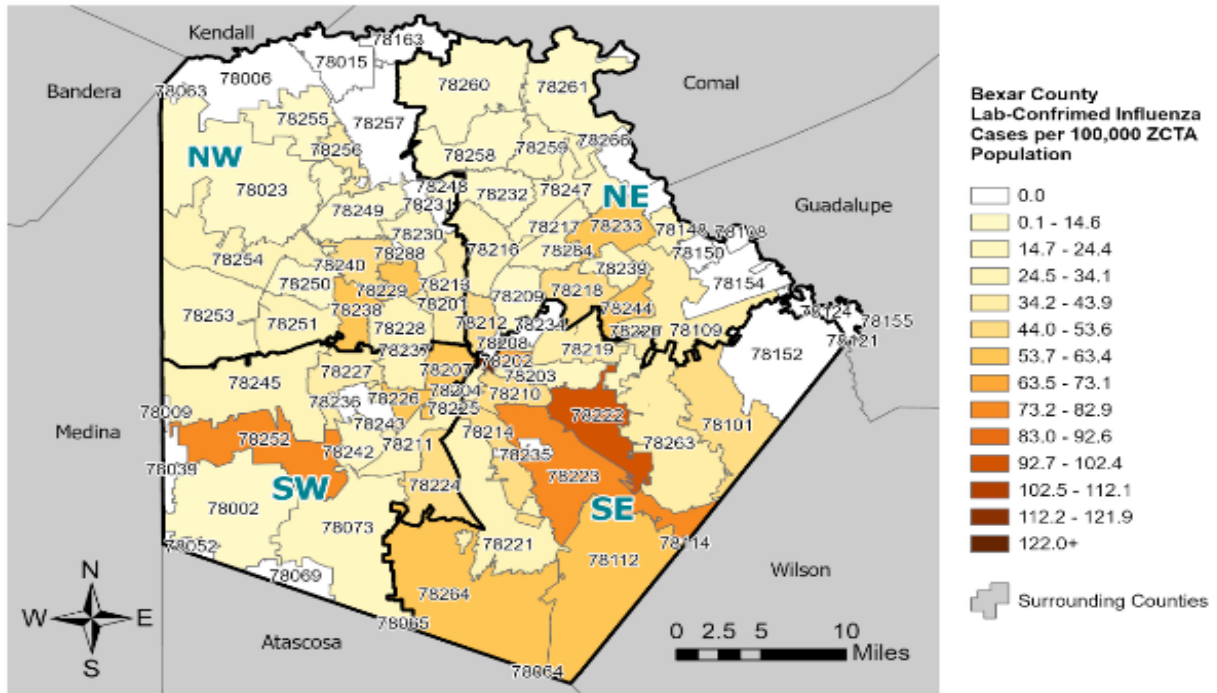 Kendall
78163
78015
78006
Bandera
78063
78260
78261
Comal
78255
78257
78266
78256
NW
78258
78259
78023
78248
78232
78247
NE
78249
78231
78230
78217
78233
78148
78108
Guadalupe
78216
78284
78150
78288
78254
78240
78239
78154
78250
78229
78213
78209
78218
78253
78238
78201
78244
78251
78228
78212
78234
78220
78109
78124
78155
78121
78208
78237
78219
78152
78202
78227
78207
78203
78245
78204
78210
78236
78226
78225
78222
78101
78009
78243
78214
78263
Medina
78252
78242
78211
78235
78039
SW
78224
78223
SE
78002
78073
78114
78052
78221
78112
Wilson
78069
78264
78065
Atascosa
78064
N
W E
S
0 2.5 5 10
Miles
Bexar County
Lab-Confrimed Influenza
Cases per 100,000 ZCTA
Population
0.0
0.1 - 14.6
14.7 - 24.4
24.5 - 34.1
34.2 - 43.9
44.0 - 53.6
53.7 - 63.4
63.5 - 73.1
73.2 - 82.9
83.0 - 92.6
92.7 - 102.4
102.5 - 112.1
112.2 - 121.9
122.0+
Surrounding Counties